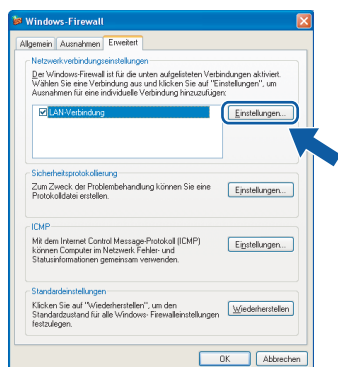 Windows-Firewall
Allgemein Ausnahmen Erweitert
Netzwerkverbindungseinstellungen
Der Windows-Firewall ist für die unten aufgelisteten Verbindungen aktiviert.
Wählen Sie eine Verbindung aus und klicken Sie auf "Einstellungen", um
Ausnahmen für eine individuelle Verbindung hinzuzufügen:
LAN-Verbindung
Einstellungen...
Sicherheitsprotokollierung
Zum Zweck der Problembehandlung können Sie eine
Protokolldatei erstellen.
Einstellungen...
ICMP
Mit dem Internet Control Message-Protokoll (ICMP)
können Computer im Netzwerk Fehler- und
Statusinformationen gemeinsam verwenden.
Einstellungen...
Standardeinstellungen
Klicken Sie auf "Wiederherstellen", um den
Standardzustand für alle Windows- Firewalleinstellungen
festzulegen.
Wiederherstellen
OK Abbrechen